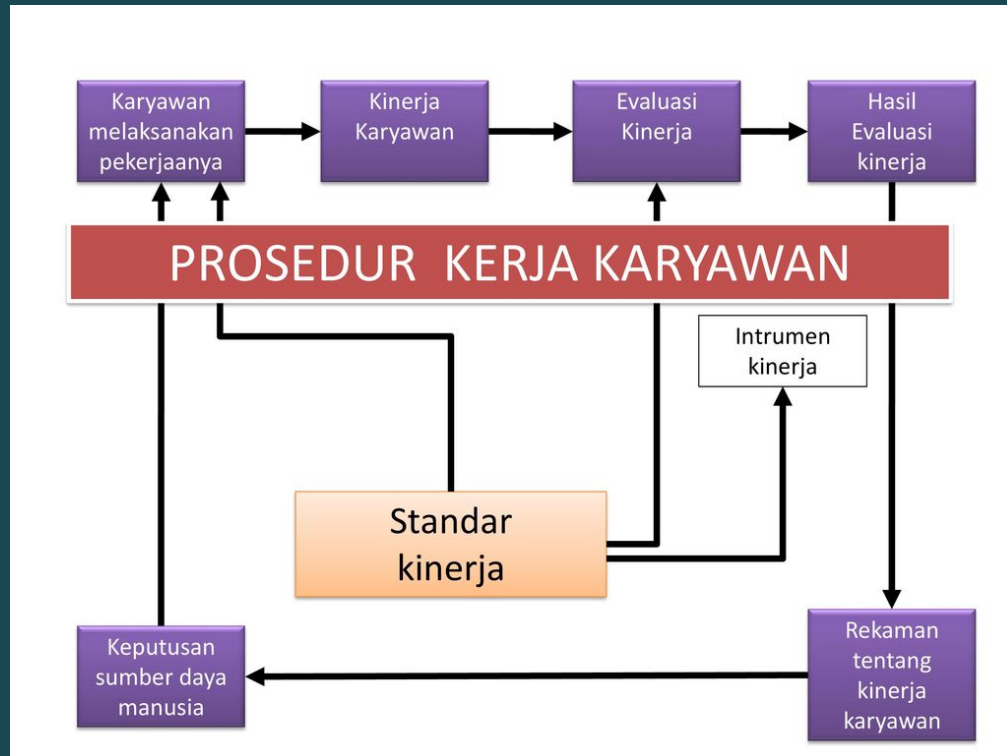 Karyawan
melaksanakan
pekerjaanya
Kinerja
Karyawan
Evaluasi
Kinerja
Hasil
Evaluasi
kinerja
PROSEDUR KERJA KARYAWAN
Intrumen
kinerja
Standar
kinerja
Keputusan
sumber daya
manusia
Rekaman
tentang
kinerja
karyawan